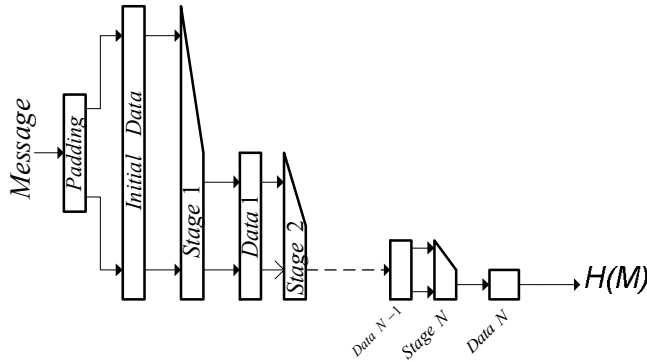 Message
Padding
Initial Data
Stage 1
Data 1
Stage 2
Data N-1
Stage N
Data N
H(M)